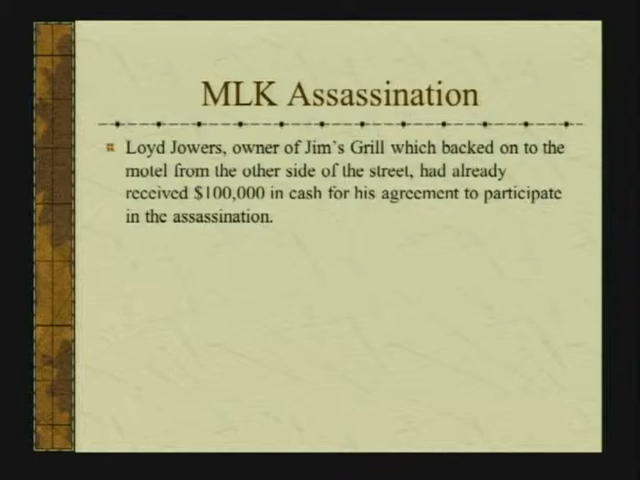 MLK Assassination
Loyd Jowers, owner of Jim's Grill which backed on to the
motel from the other side of the street, had already
received $100,000 in cash for his agreement to participate
in the assassination.